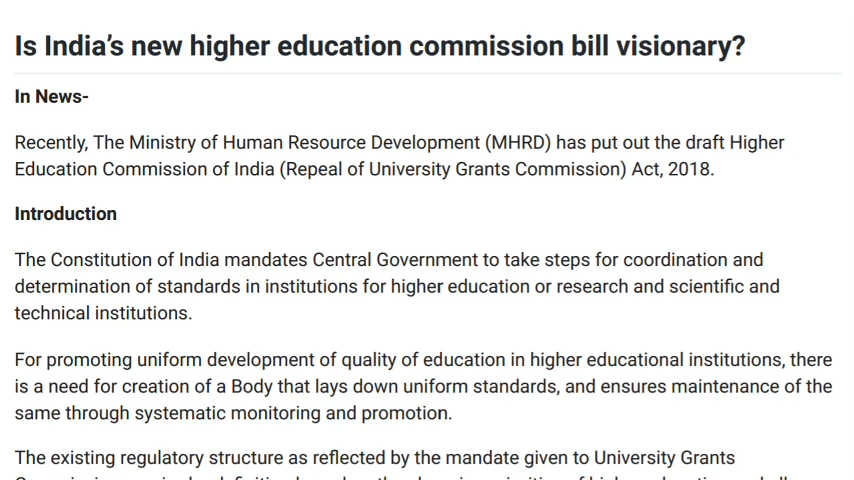 Is India’s new higher education commission bill visionary?
In News-
Recently, The Ministry of Human Resource Development (MHRD) has put out the draft Higher
Education Commission of India (Repeal of University Grants Commission) Act, 2018.
Introduction
The Constitution of India mandates Central Government to take steps for coordination and
determination of standards in institutions for higher education or research and scientific and
technical institutions.
For promoting uniform development of quality of education in higher educational institutions, there
is a need for creation of a Body that lays down uniform standards, and ensures maintenance of the
same through systematic monitoring and promotion.
The existing regulatory structure as reflected by the mandate given to University Grants